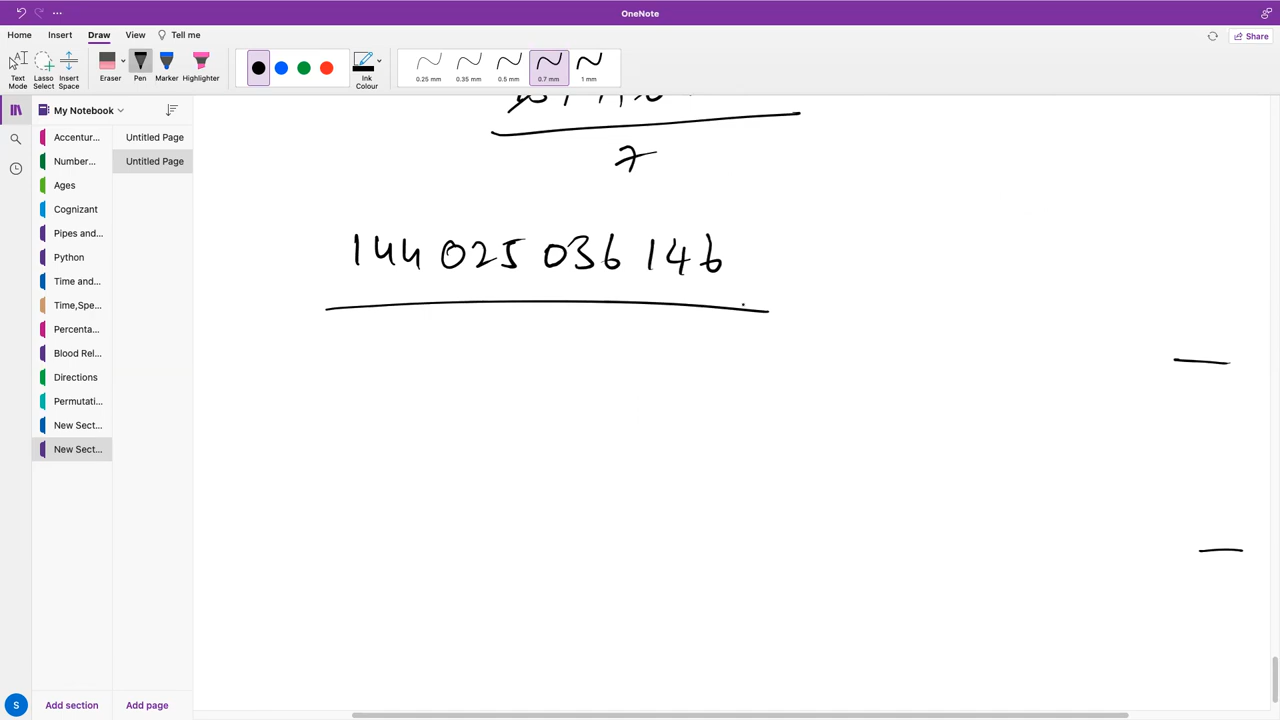 OneNote
Home Insert Draw View Tell me
Share
Text Mode
Lasso Select
Insert Space
Eraser
Pen
Marker
Highlighter
0.25 mm
0.35 mm
0.5 mm
0.7 mm
1 mm
Ink Colour
My Notebook
Accentur...
Number...
Ages
Cognizant
Pipes and...
Python
Time and...
Time,Spe...
Percenta...
Blood Rel...
Directions
Permutati...
New Sect...
New Sect...
Untitled Page
Untitled Page
7
144 025 036 146
S
Add section
Add page